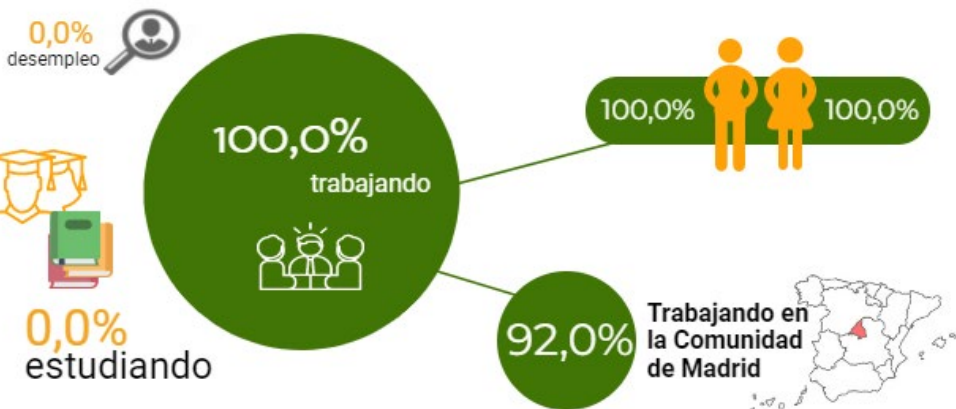 0,0%
desempleo
100,0%
trabajando
100,0%
100,0%
0,0%
estudiando
92,0%
Trabajando en
la Comunidad
de Madrid